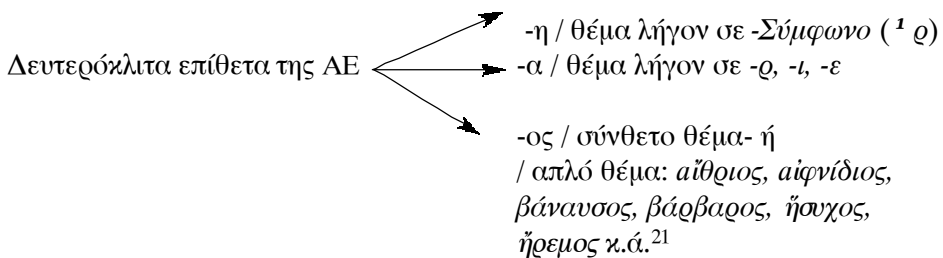 -η / θέμα λήγον σε -Σύμφωνο ( ¹ ρ)
Δευτερόκλιτα επίθετα της ΑΕ
-α / θέμα λήγον σε -ρ, -ι, -ε
-ος / σύνθετο θέμα- ή
/ απλό θέμα: αἴθριος, αἰφνίδιος,
βάναυσος, βάρβαρος, ἥσυχος,
ἤρεμος κ.ά.21